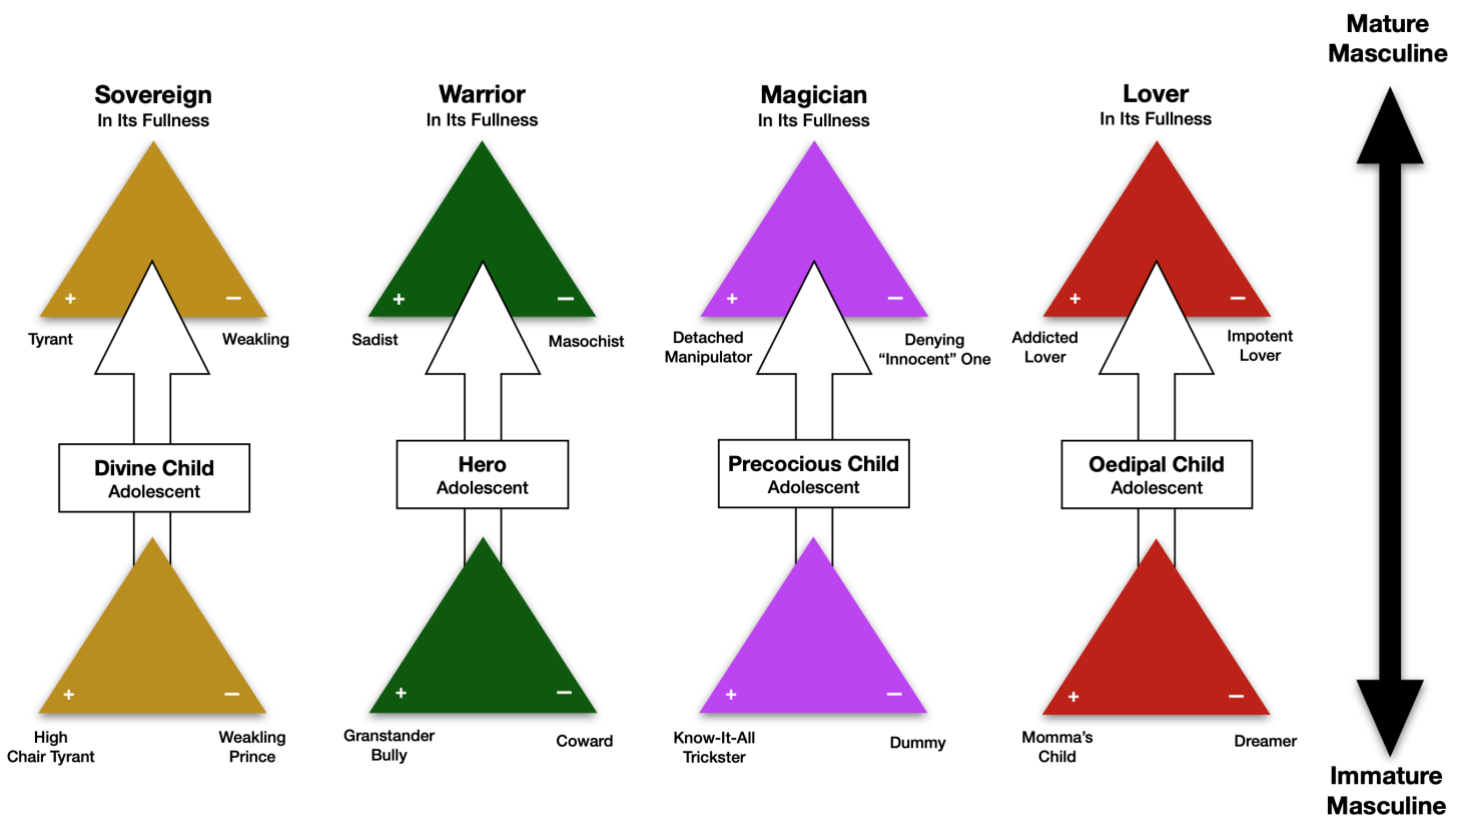 Mature
Masculine
Sovereign
In Its Fullness
Warrior
In Its Fullness
Magician
In Its Fullness
Lover
In Its Fullness
+
–
+
–
+
–
+
–
Tyrant
Weakling
Sadist
Masochist
Detached
Manipulator
Denying
“Innocent” One
Addicted
Lover
Impotent
Lover
Divine Child
Adolescent
Hero
Adolescent
Precocious Child
Adolescent
Oedipal Child
Adolescent
+
–
+
–
+
–
+
–
High
Chair Tyrant
Weakling
Prince
Granstander
Bully
Coward
Know-It-All
Trickster
Dummy
Momma’s
Child
Dreamer
Immature
Masculine